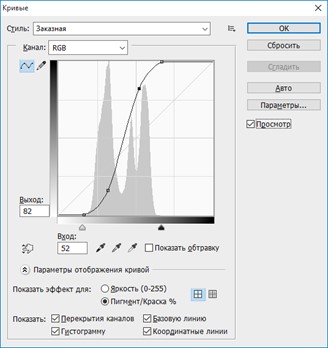 Кривые
Стиль: Заказная
OK
Канал: RGB
Сбросить
Сгладить
Авто
Параметры...
Просмотр
Выход:
82
Вход:
52
Показать обтравку
Параметры отображения кривой
Показать эффект для:
Яркость (0-255)
Пигмент/Краска %
Показать:
Перекрытия каналов
Базовую линию
Гистограмму
Координатные линии